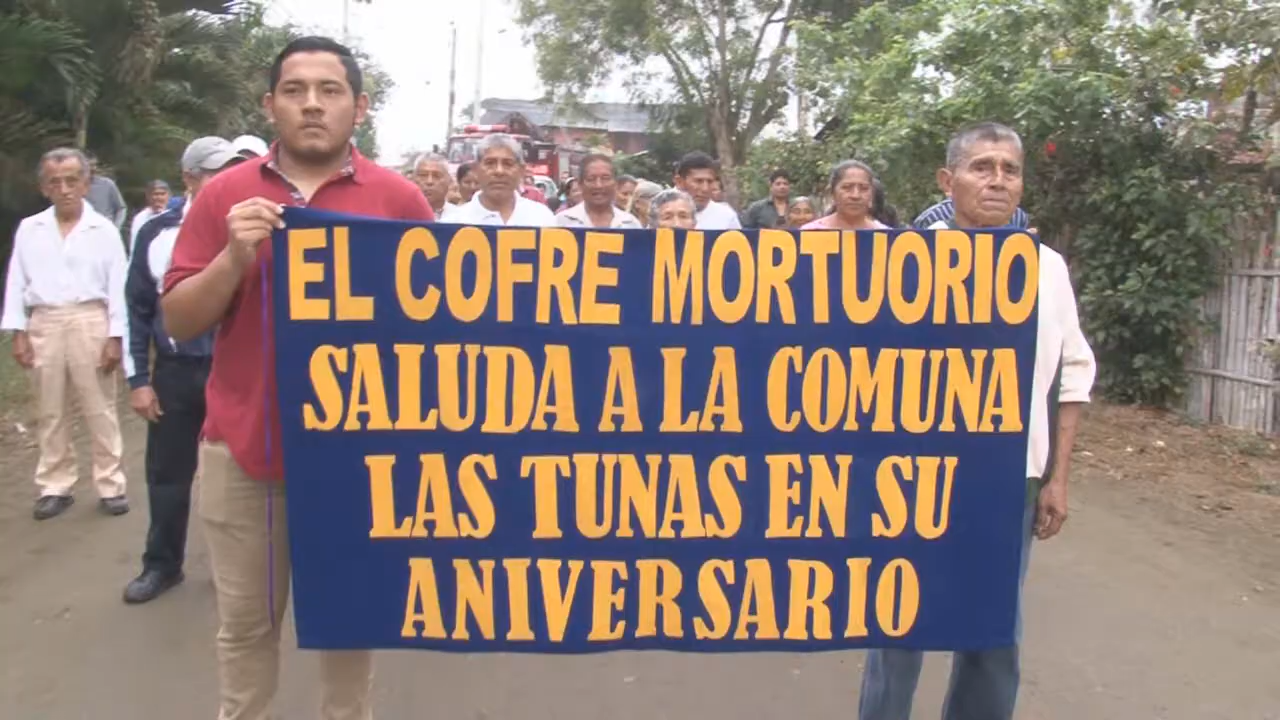 EL COFRE MORTUORIO
SALUDA A LA COMUNA
LAS TUNAS EN SU
ANIVERSARIO